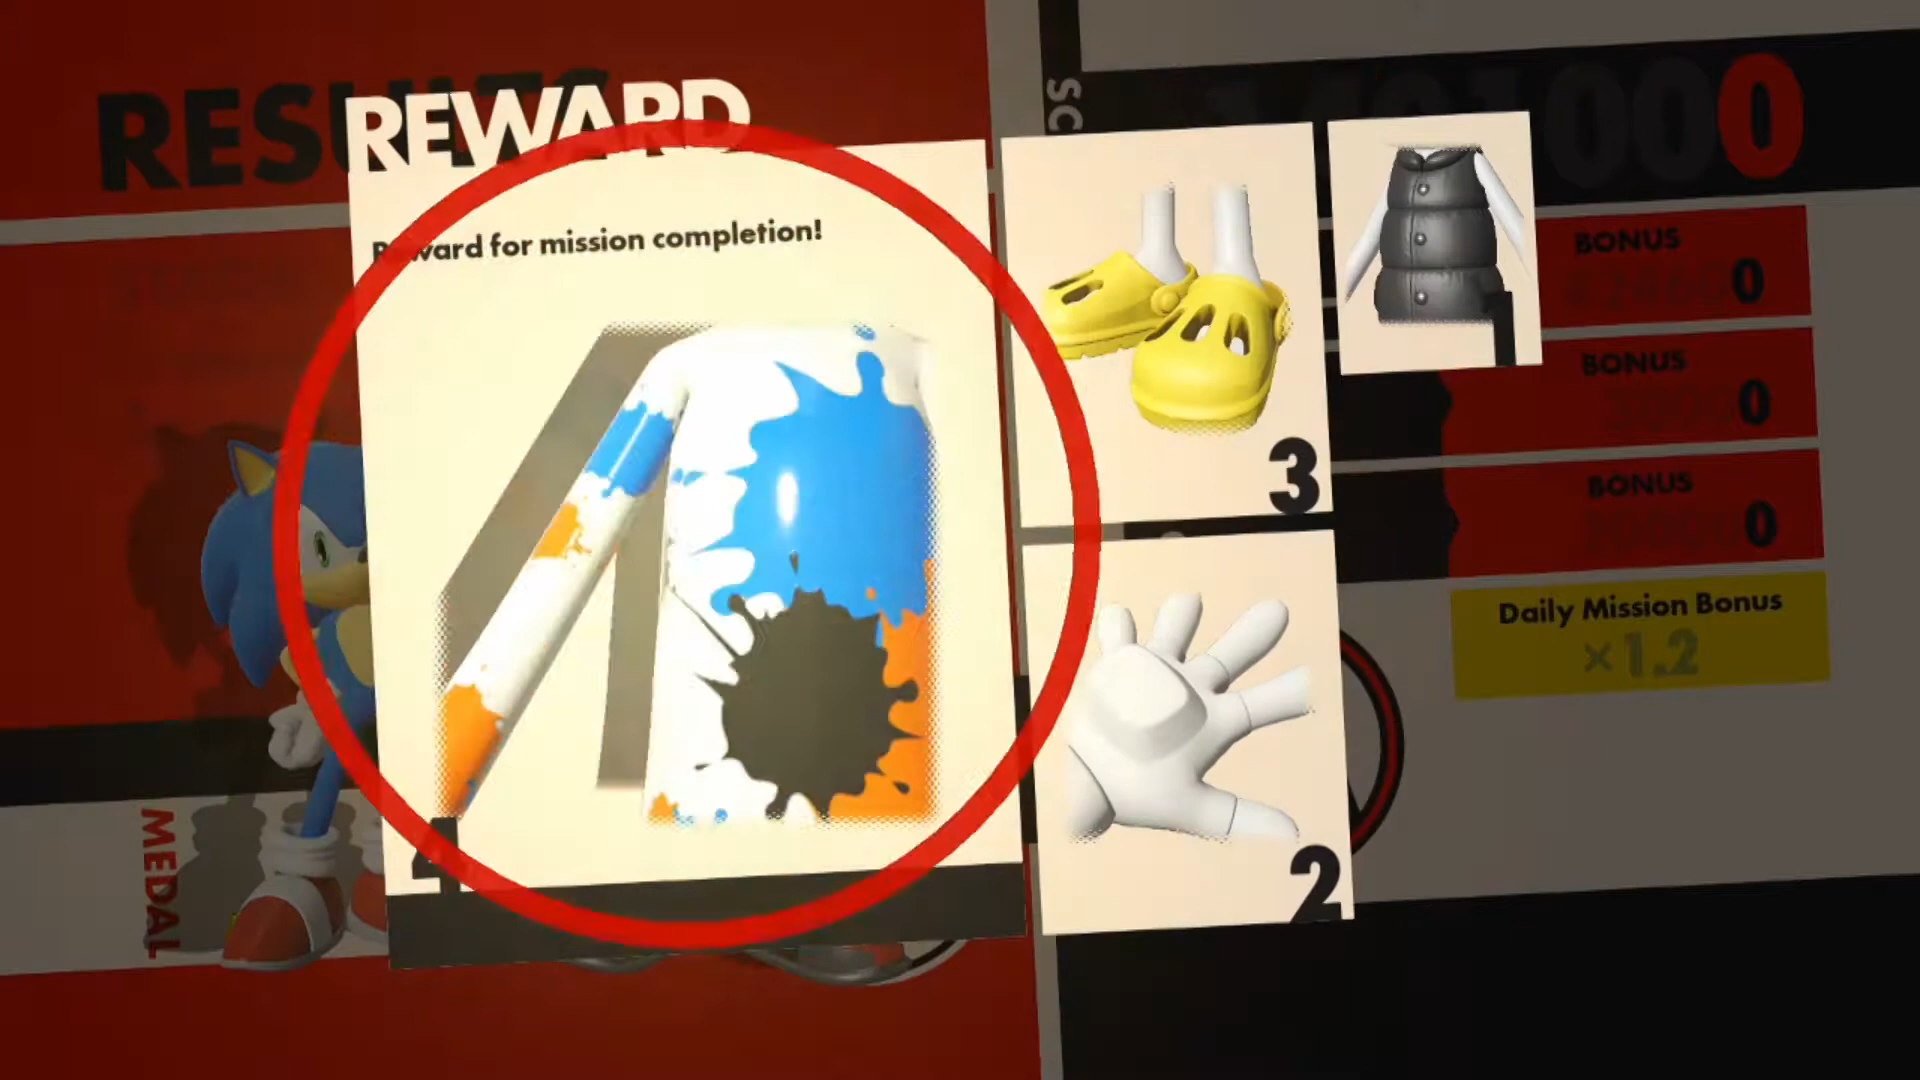 REWARD
Reward for mission completion!
3
2
0
BONUS
0
BONUS
0
BONUS
0
Daily Mission Bonus
×1.2
MEDAL